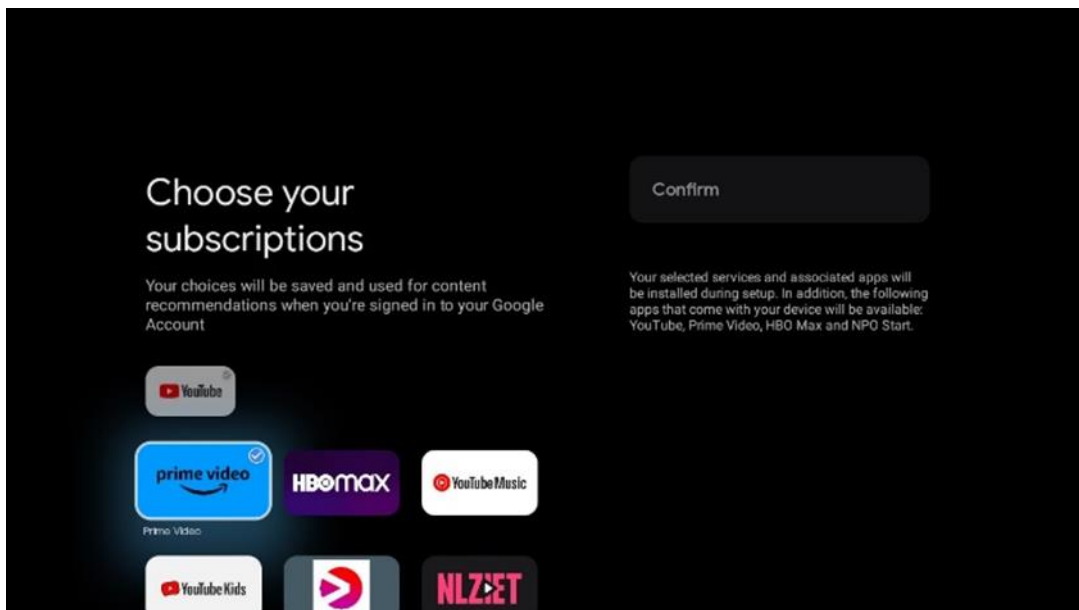 Choose your
subscriptions
Your choices will be saved and used for content
recommendations when you're signed in to your Google
Account
YouTube
prime video
HBOmax
YouTube Music
Prime Video
YouTube Kids
NLZIET
Confirm
Your selected services and associated apps will
be installed during setup. In addition, the following
apps that come with your device will be available:
YouTube, Prime Video, HBO Max and NPO Start.